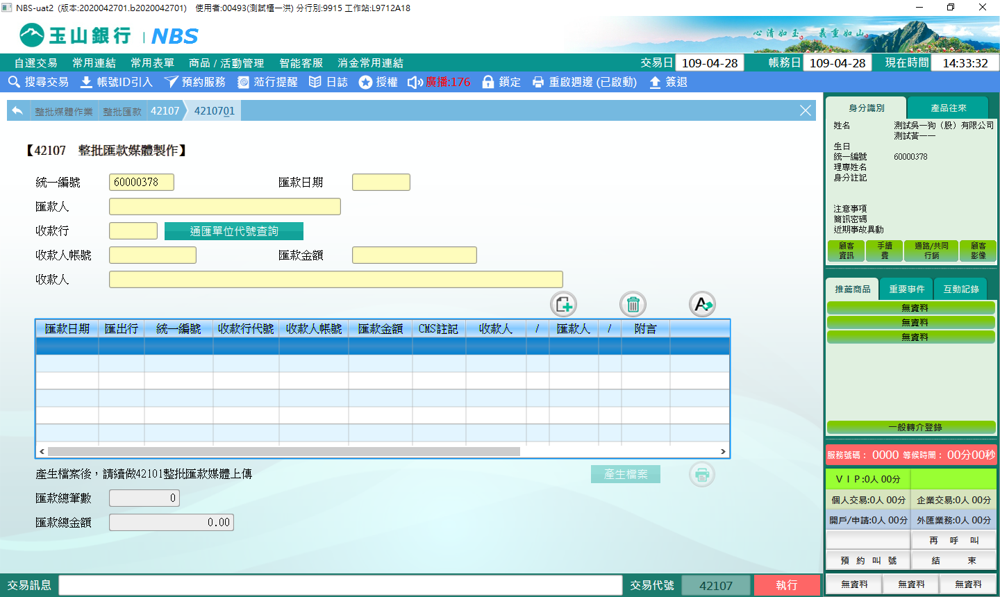 NBS-uat2 (版本:2020042701.b2020042701) 使用者:00493(測試櫃一洪) 分行別:9915 工作站:L9712A18
玉山銀行 | NBS
心清如玉。義重如山。
自選交易 常用連結 常用表單 商品 / 活動管理 智能客服 消金常用連結 交易日 109-04-28 帳務日 109-04-28 現在時間 14:33:32
搜尋交易 帳號ID引入 預約服務 蒞行提醒 日誌 授權 廣播:176 鎖定 重啟週邊 (已啟動) 簽退
整批媒體作業 整批匯款 42107 4210701
【42107 整批匯款媒體製作】
統一編號 60000378 匯款日期
匯款人
收款行 通匯單位代號查詢
收款人帳號 匯款金額
收款人
匯款日期 匯出行 統一編號 收款行代號 收款人帳號 匯款金額 CMS註記 收款人 / 匯款人 / 附言
產生檔案後，請續做42101整批匯款媒體上傳 產生檔案
匯款總筆數 0
匯款總金額 0.00
交易訊息 交易代號 42107 執行
身分識別 產品往來
姓名 測試吳一狗（股）有限公司
測試黃一一
生日
統一編號 60000378
理專姓名
身分註記
注意事項
簡訊密碼
近期事故異動
顧客資訊 手續費 通路/共同行銷 顧客影像
推薦商品 重要事件 互動記錄
無資料
無資料
無資料
一般轉介登錄
服務號碼： 0000 等候時間： 00分00秒
ＶＩＰ:0人 00分
個人交易:0人 00分 企業交易:0人 00分
開戶/申請:0人 00分 外匯業務:0人 00分
再 呼 叫
預 約 叫 號 結 束
無資料 無資料 無資料